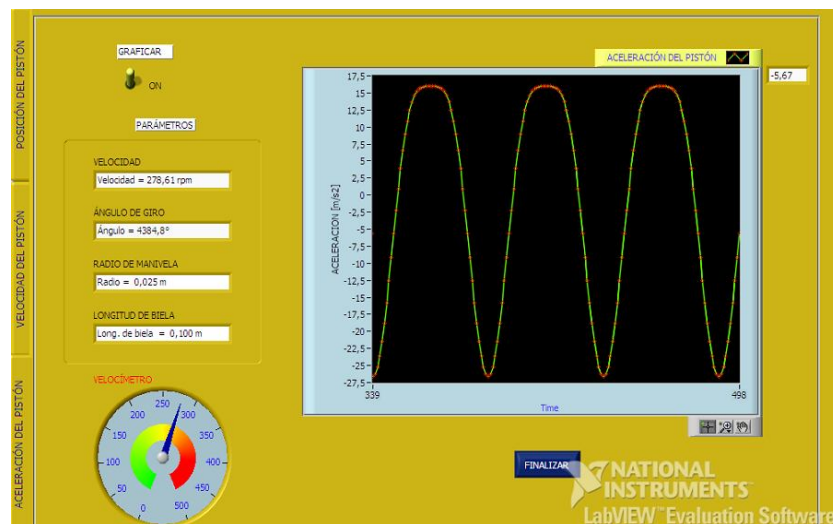 POSICIÓN DEL PISTÓN
VELOCIDAD DEL PISTÓN
ACELERACIÓN DEL PISTÓN
GRAFICAR
ON
PARÁMETROS
VELOCIDAD
Velocidad = 278,61 rpm
ÁNGULO DE GIRO
Ángulo = 4384,8°
RADIO DE MANIVELA
Radio = 0,025 m
LONGITUD DE BIELA
Long. de biela = 0,100 m
VELOCÍMETRO
0
50
100
150
200
250
300
350
400
450
500
ACELERACIÓN DEL PISTÓN
-5,67
ACELERACION [m/s2]
17,5
15
12,5
10
7,5
5
2,5
0
-2,5
-5
-7,5
-10
-12,5
-15
-17,5
-20
-22,5
-25
-27,5
339
498
Time
FINALIZAR
NATIONAL
INSTRUMENTS
LabVIEW™ Evaluation Software